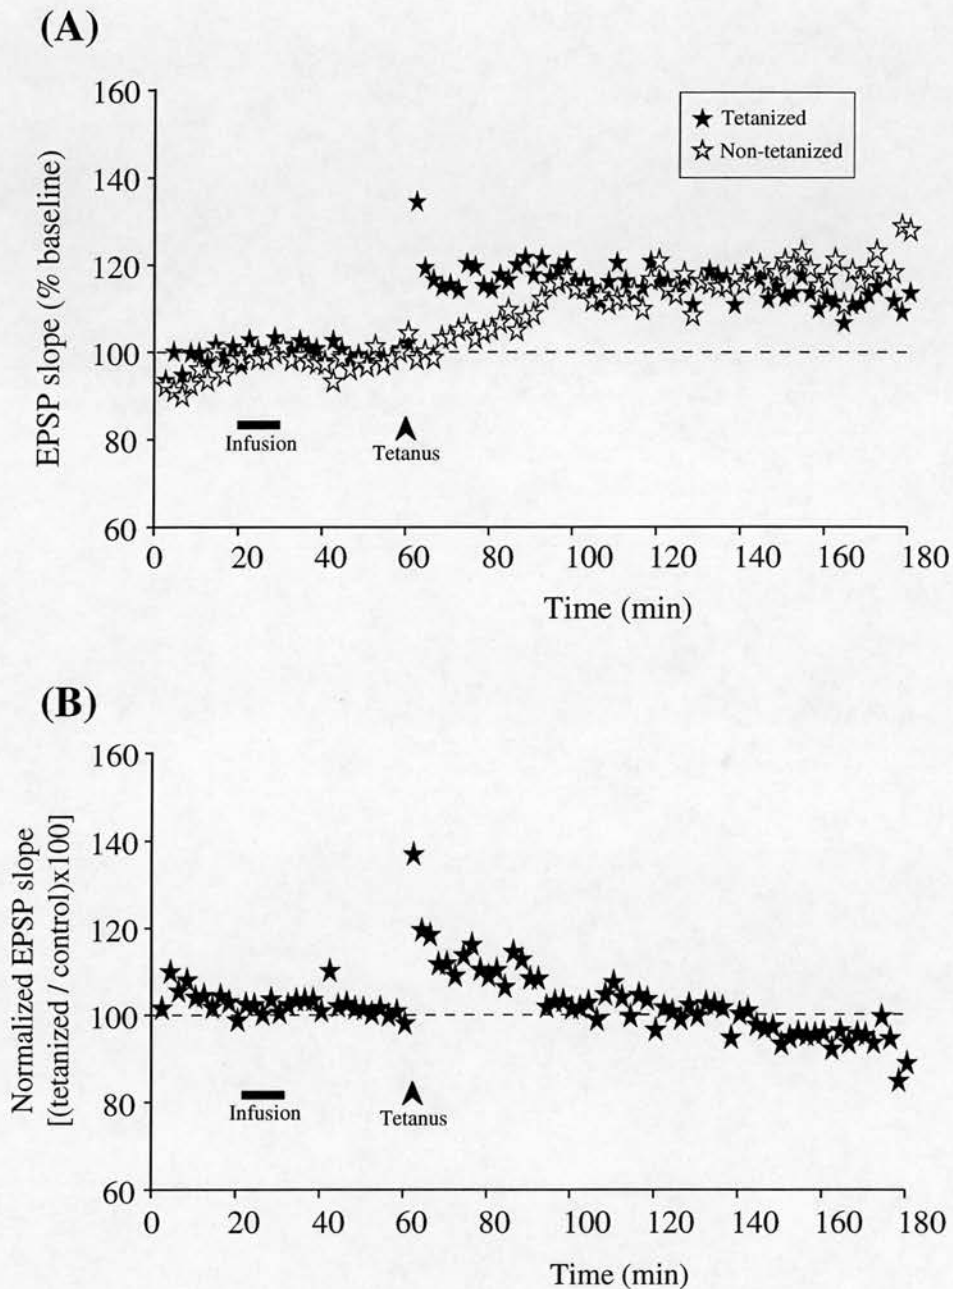 (A)
160
140
120
100
80
60
EPSP slope (% baseline)
Tetanized
Non-tetanized
Infusion
Tetanus
0 20 40 60 80 100 120 140 160 180
Time (min)
(B)
160
140
120
100
80
60
Normalized EPSP slope
[(tetanized / control)x100]
Infusion
Tetanus
0 20 40 60 80 100 120 140 160 180
Time (min)